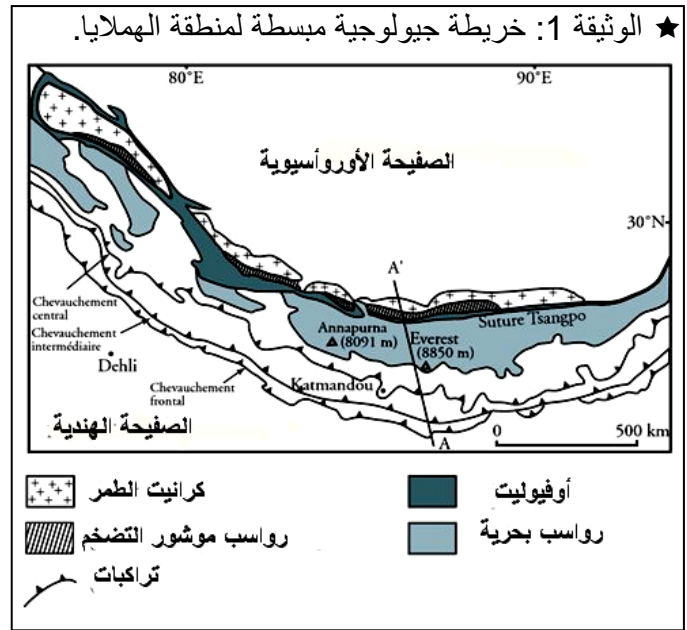 ★ الوثيقة 1: خريطة جيولوجية مبسطة لمنطقة الهملايا.
80°E
90°E
الصفيحة الأوروأسيوية
30°N
A'
Chevauchement
central
Chevauchement
intermédiaire
Dehli
Chevauchement
frontal
Annapurna
(8091 m)
Everest
(8850 m)
Suture Tsangpo
Katmandou
الصفيحة الهندية
A
0
500 km
كرانيت الطمر
أوفيوليت
رواسب موشور التضخم
رواسب بحرية
تراكبات